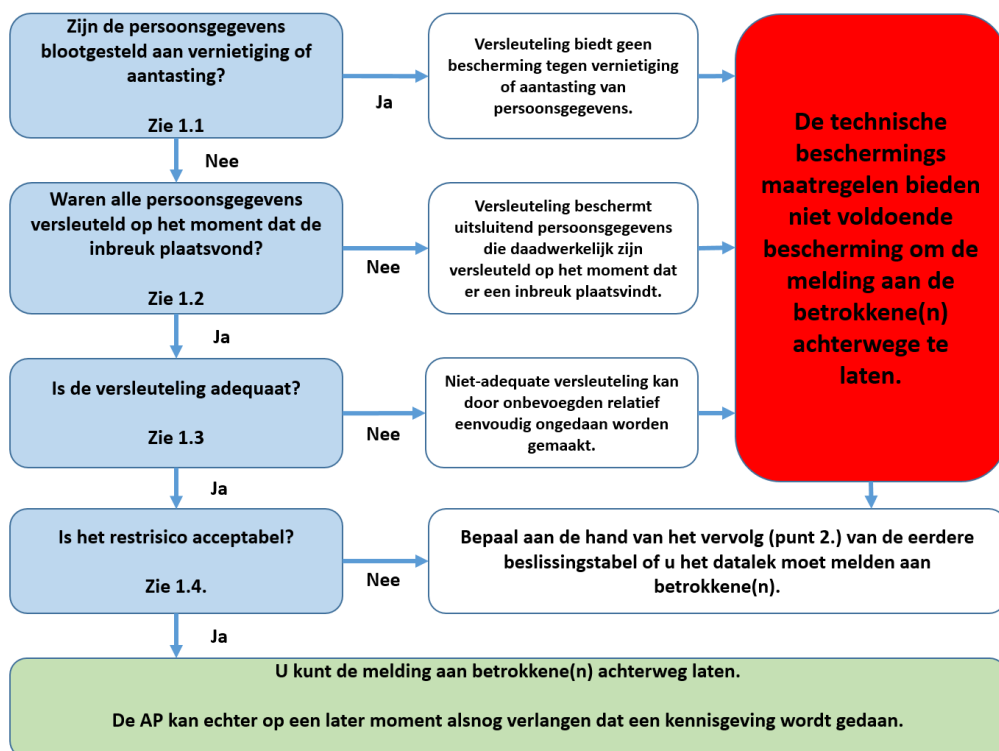 Zijn de persoonsgegevens
blootgesteld aan vernietiging of
aantasting?
Zie 1.1
Ja
Versleuteling biedt geen
bescherming tegen vernietiging
of aantasting van
persoonsgegevens.
Nee
Waren alle persoonsgegevens
versleuteld op het moment dat de
inbreuk plaatsvond?
Zie 1.2
Nee
Versleuteling beschermt
uitsluitend persoonsgegevens
die daadwerkelijk zijn
versleuteld op het moment dat
er een inbreuk plaatsvindt.
Ja
Is de versleuteling adequaat?
Zie 1.3
Nee
Niet-adequate versleuteling kan
door onbevoegden relatief
eenvoudig ongedaan worden
gemaakt.
De technische
beschermings
maatregelen bieden
niet voldoende
bescherming om de
melding aan de
betrokkene(n)
achterwege te
laten.
Ja
Is het restrisico acceptabel?
Zie 1.4.
Nee
Bepaal aan de hand van het vervolg (punt 2.) van de eerdere
beslissingstabel of u het datalek moet melden aan
betrokkene(n).
Ja
U kunt de melding aan betrokkene(n) achterweg laten.
De AP kan echter op een later moment alsnog verlangen dat een kennisgeving wordt gedaan.